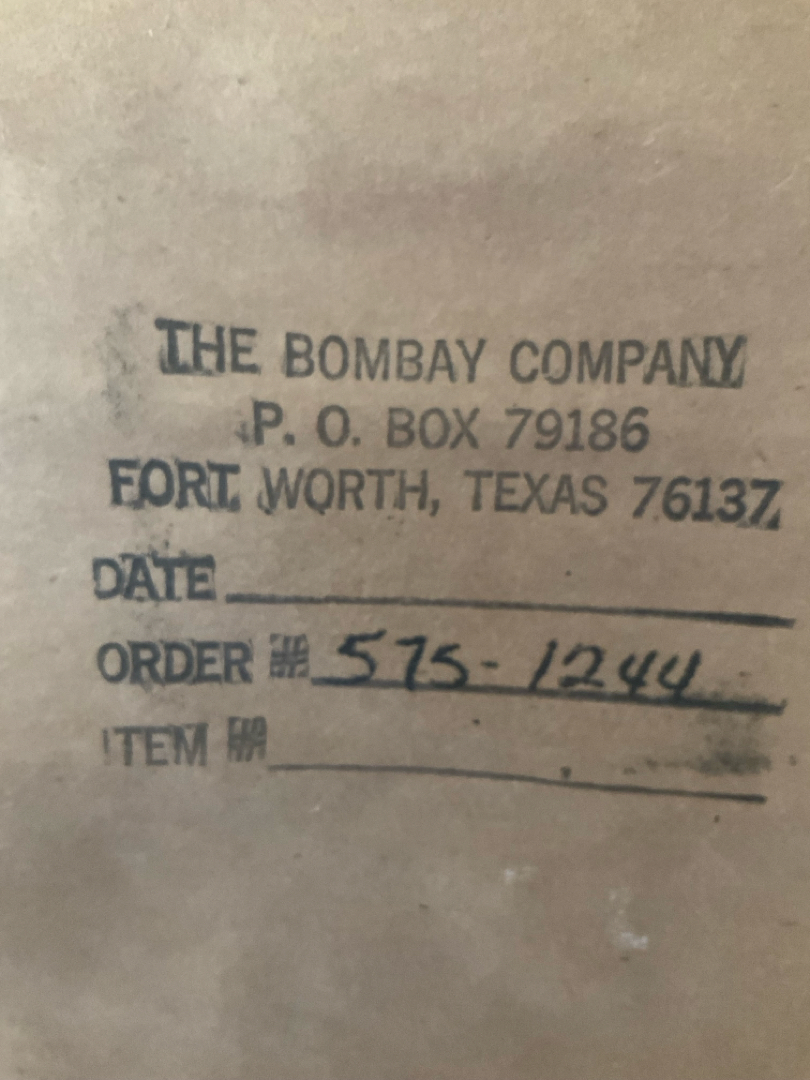 THE BOMBAY COMPANY
P. O. BOX 79186
FORT WORTH, TEXAS 76137
DATE
ORDER # 575-1244
ITEM #